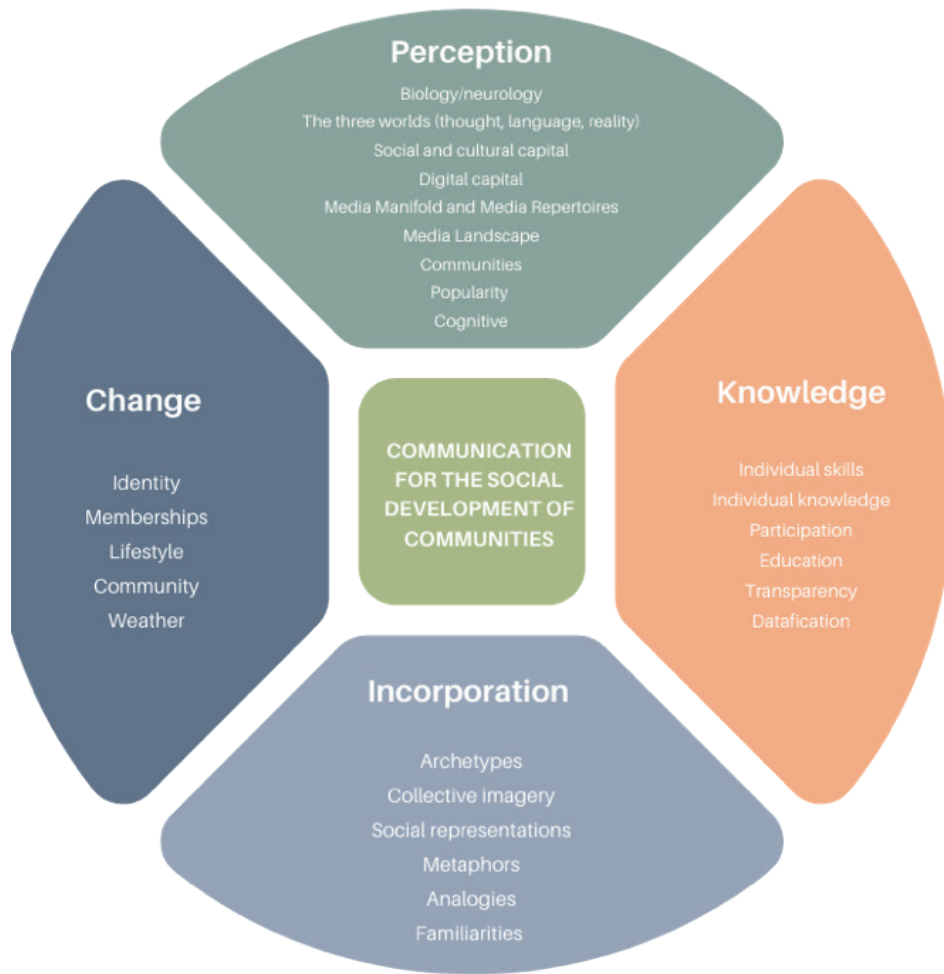 Perception
Biology/neurology
The three worlds (thought, language, reality)
Social and cultural capital
Digital capital
Media Manifold and Media Repertoires
Media Landscape
Communities
Popularity
Cognitive
Change
Identity
Memberships
Lifestyle
Community
Weather
COMMUNICATION
FOR THE SOCIAL
DEVELOPMENT OF
COMMUNITIES
Knowledge
Individual skills
Individual knowledge
Participation
Education
Transparency
Datafication
Incorporation
Archetypes
Collective imagery
Social representations
Metaphors
Analogies
Familiarities